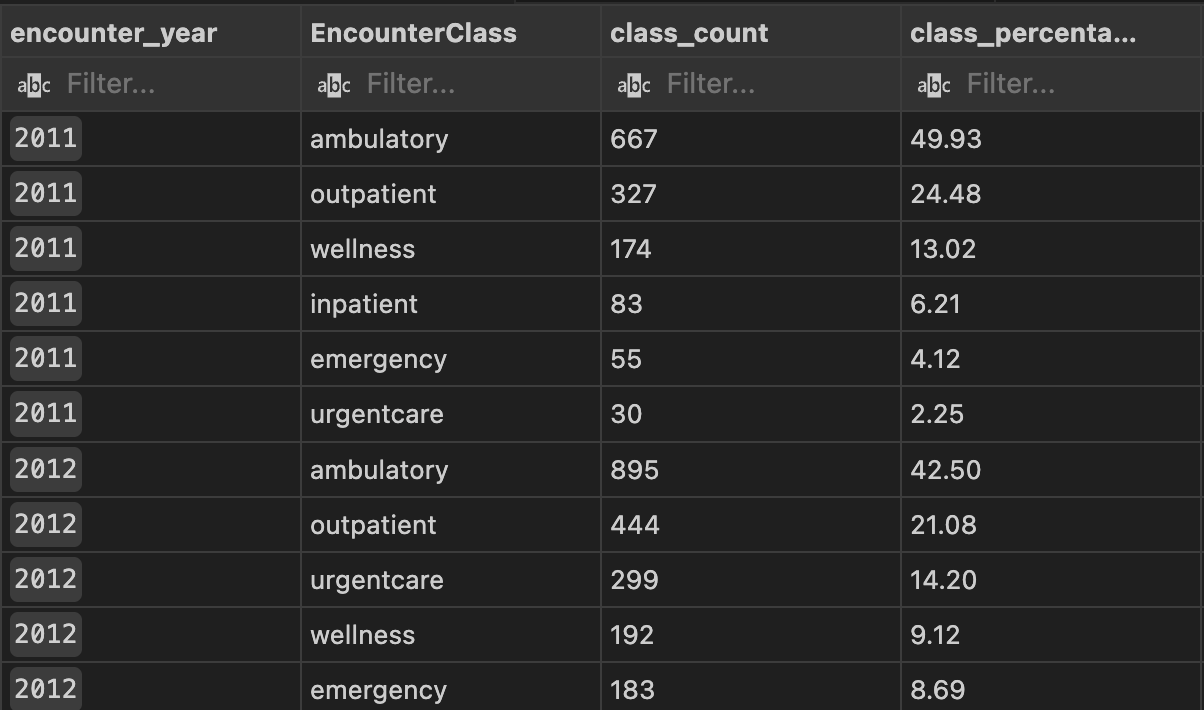 encounter_year EncounterClass class_count class_percenta...
abc Filter... abc Filter... abc Filter... abc Filter...
2011 ambulatory 667 49.93
2011 outpatient 327 24.48
2011 wellness 174 13.02
2011 inpatient 83 6.21
2011 emergency 55 4.12
2011 urgentcare 30 2.25
2012 ambulatory 895 42.50
2012 outpatient 444 21.08
2012 urgentcare 299 14.20
2012 wellness 192 9.12
2012 emergency 183 8.69